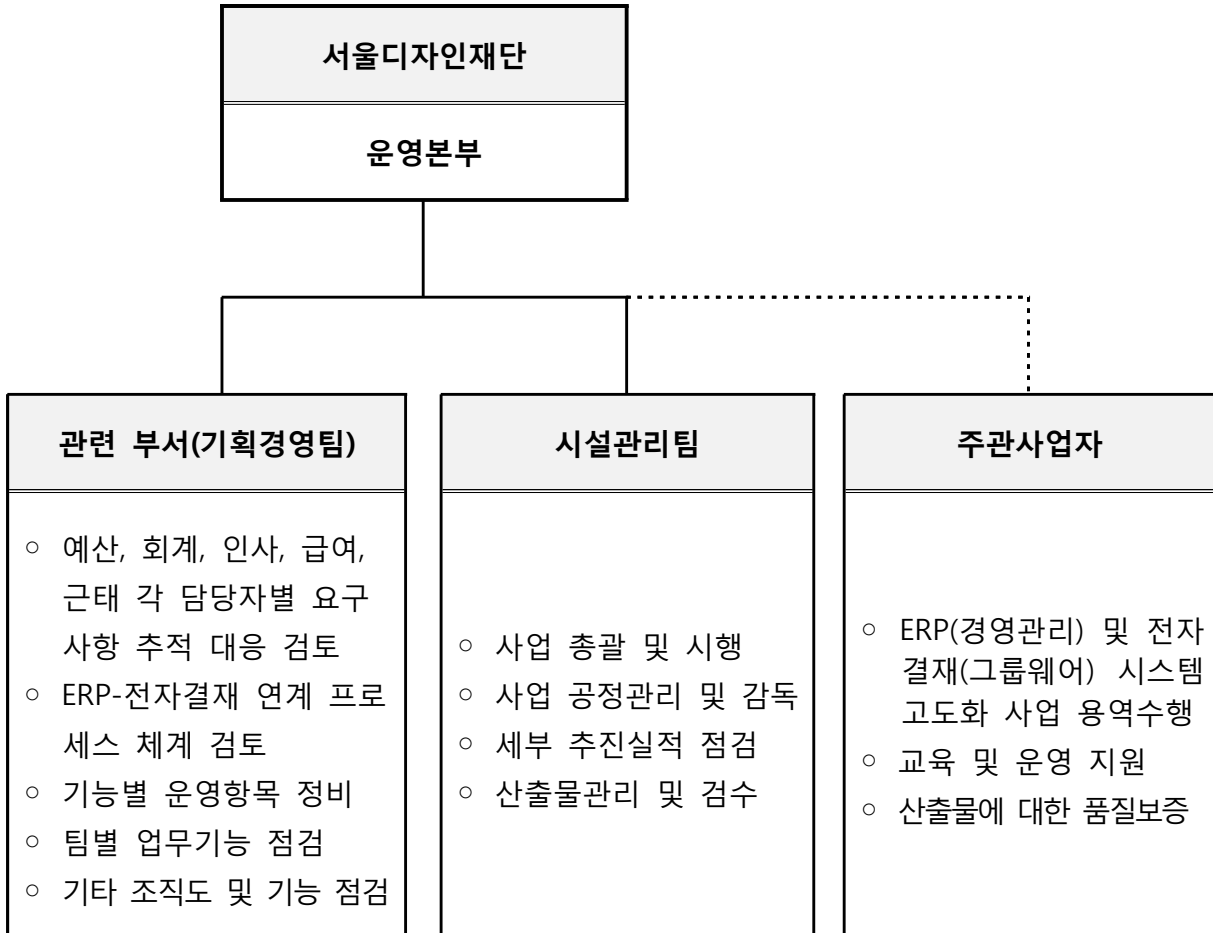 서울디자인재단
운영본부
관련 부서(기획경영팀)
○ 예산, 회계, 인사, 급여,
근태 각 담당자별 요구
사항 추적 대응 검토
○ ERP-전자결재 연계 프로
세스 체계 검토
○ 기능별 운영항목 정비
○ 팀별 업무기능 점검
○ 기타 조직도 및 기능 점검
시설관리팀
○ 사업 총괄 및 시행
○ 사업 공정관리 및 감독
○ 세부 추진실적 점검
○ 산출물관리 및 검수
주관사업자
○ ERP(경영관리) 및 전자
결재(그룹웨어) 시스템
고도화 사업 용역수행
○ 교육 및 운영 지원
○ 산출물에 대한 품질보증